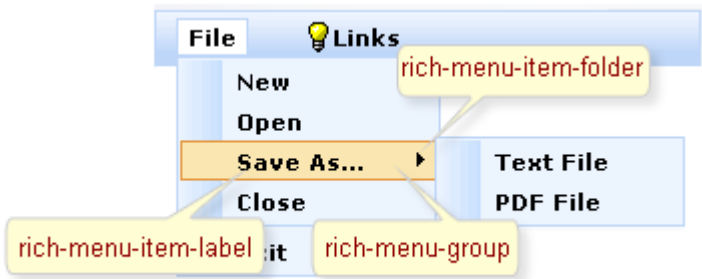 File Links
rich-menu-item-folder
New
Open
Save As... Text File
Close PDF File
rich-menu-item-label
rich-menu-group